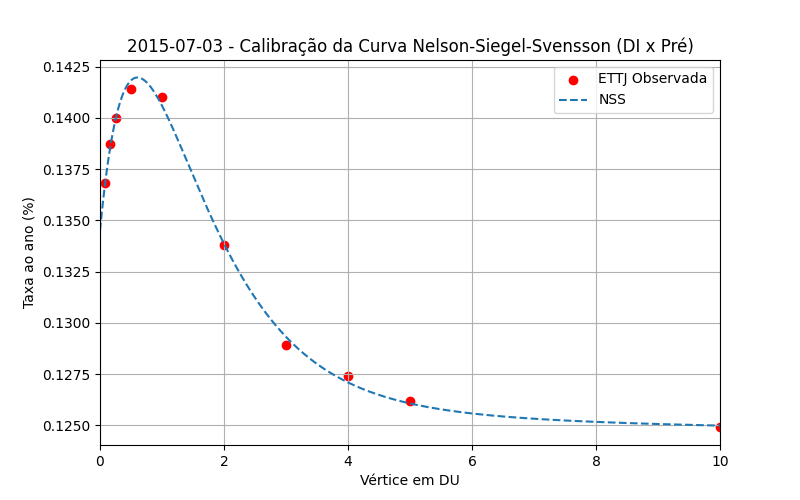 2015-07-03 - Calibração da Curva Nelson-Siegel-Svensson (DI x Pré)
Taxa ao ano (%)
0.1425
0.1400
0.1375
0.1350
0.1325
0.1300
0.1275
0.1250
ETTJ Observada
NSS
0 2 4 6 8 10
Vértice em DU